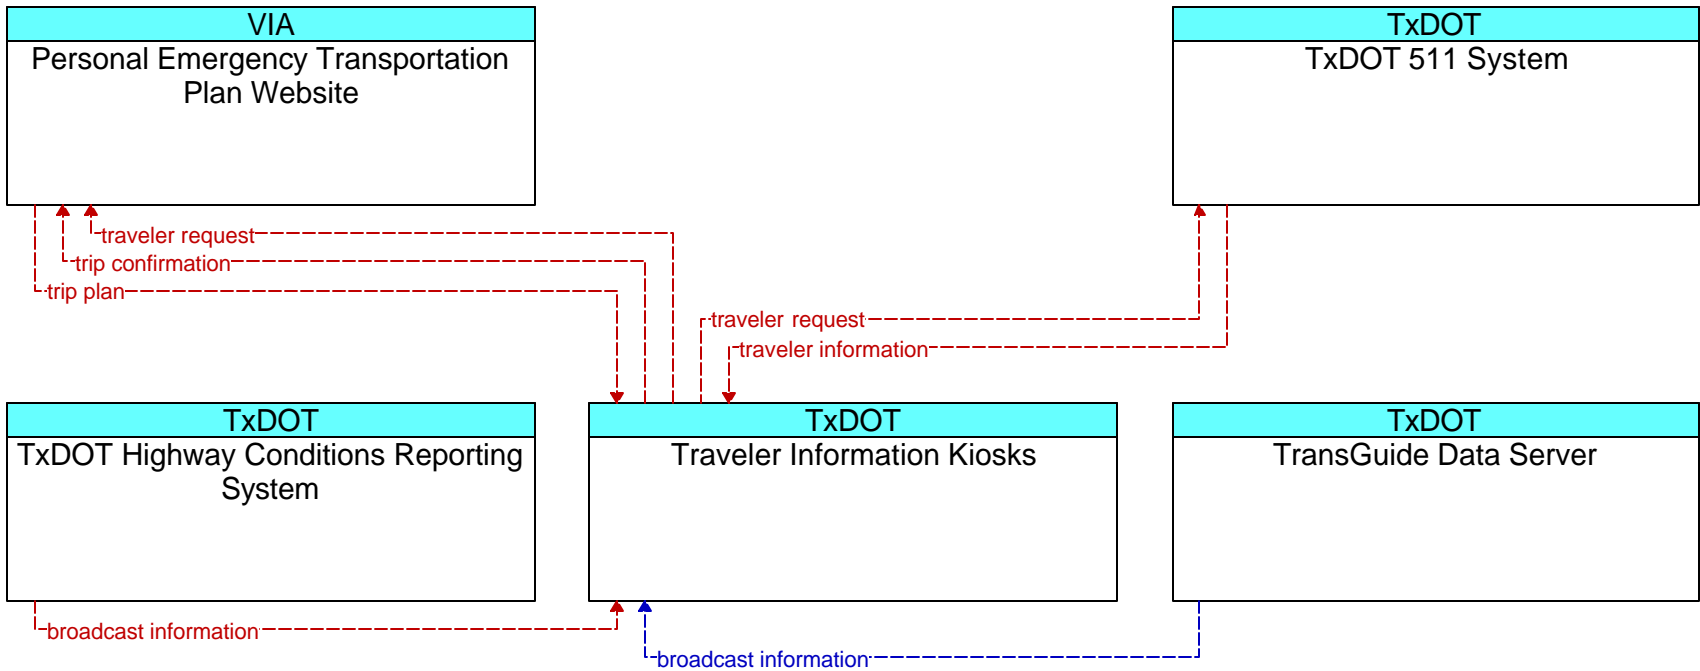 VIA
Personal Emergency Transportation
Plan Website
TxDOT
TxDOT 511 System
traveler request
trip confirmation
trip plan
traveler request
traveler information
TxDOT
TxDOT Highway Conditions Reporting
System
TxDOT
Traveler Information Kiosks
TxDOT
TransGuide Data Server
broadcast information
broadcast information